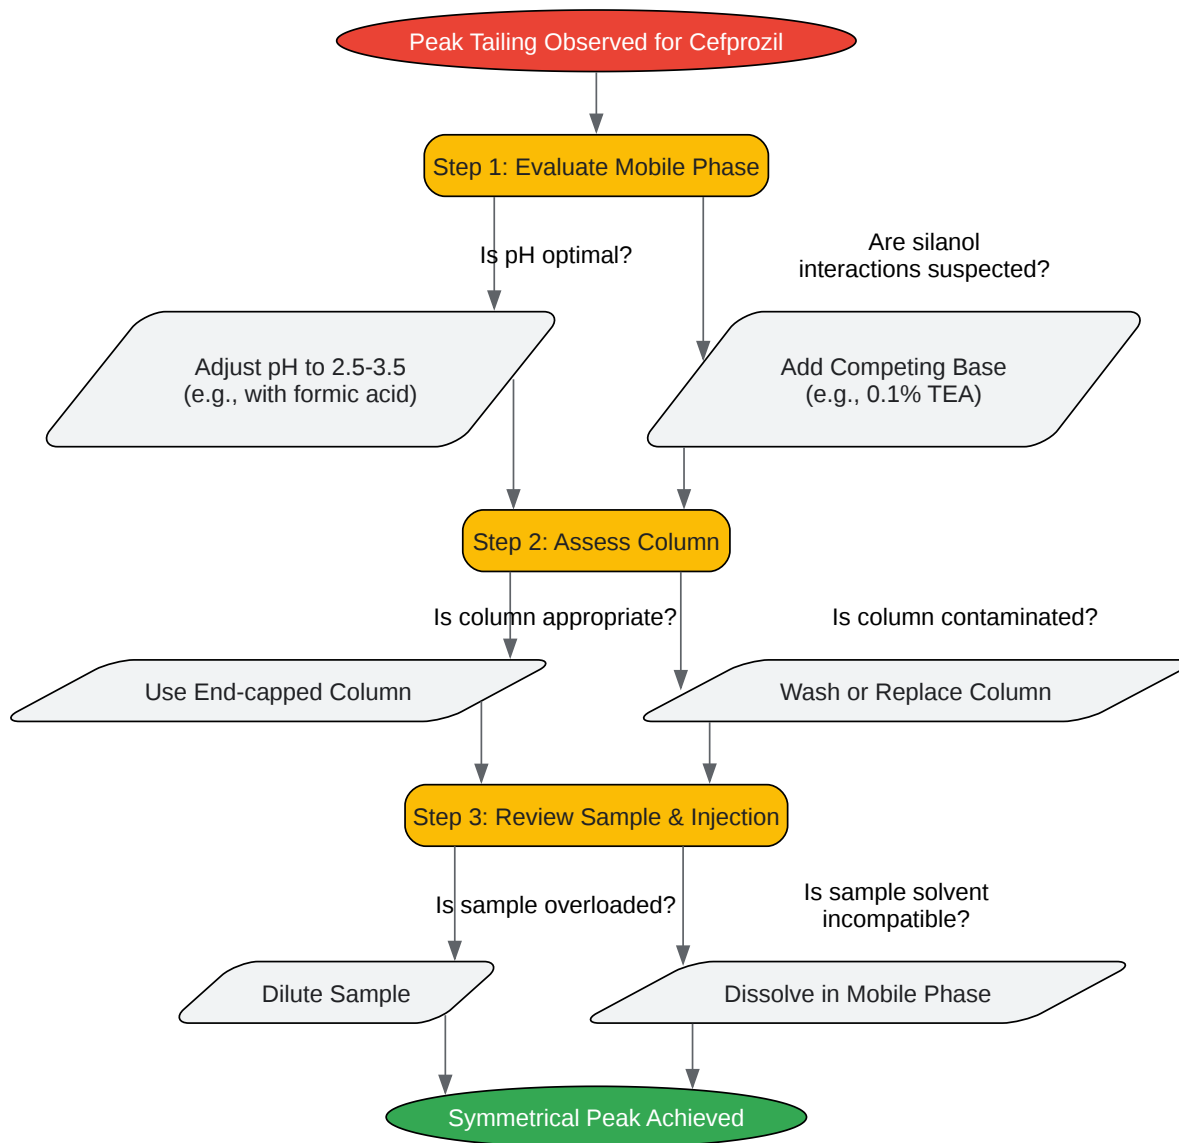 Peak Tailing Observed for Cefprozil
Step 1: Evaluate Mobile Phase
Is pH optimal?
Are silanol
interactions suspected?
Adjust pH to 2.5-3.5
(e.g., with formic acid)
Add Competing Base
(e.g., 0.1% TEA)
Step 2: Assess Column
Is column appropriate?
Is column contaminated?
Use End-capped Column
Wash or Replace Column
Step 3: Review Sample & Injection
Is sample overloaded?
Is sample solvent
incompatible?
Dilute Sample
Dissolve in Mobile Phase
Symmetrical Peak Achieved